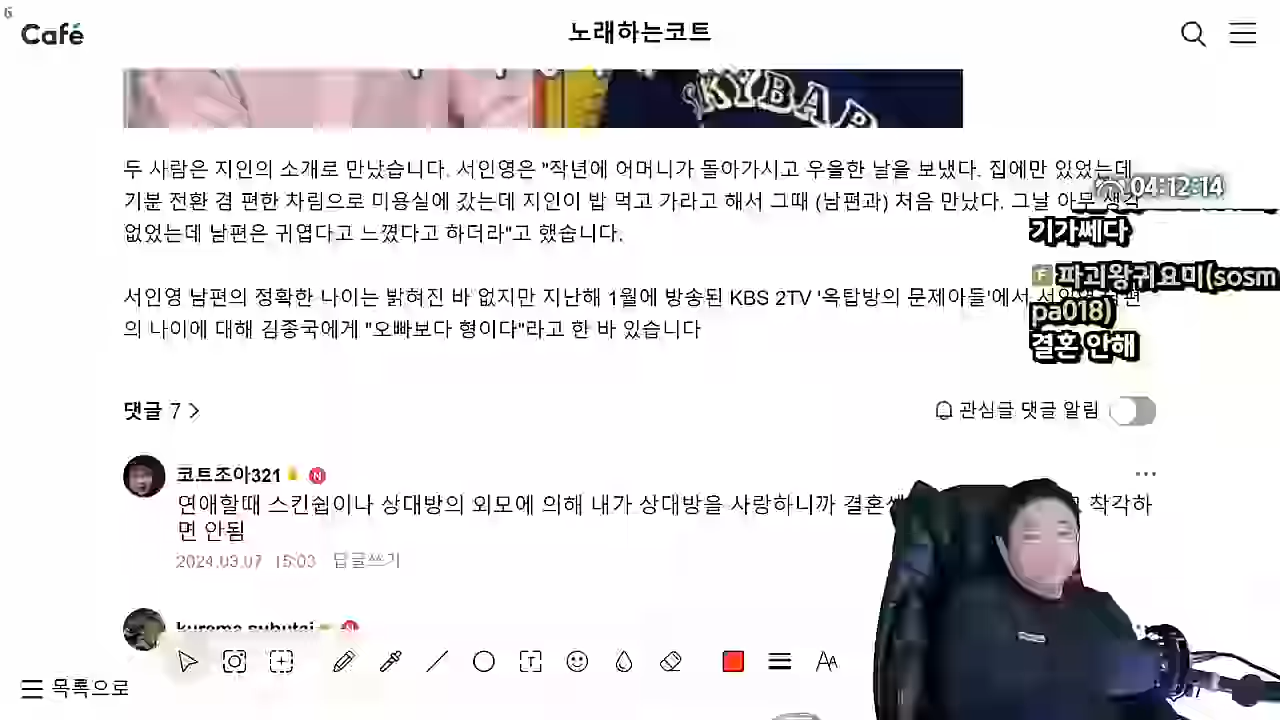 Café
노래하는코트
SKYBAR
두 사람은 지인의 소개로 만났습니다. 서인영은 "작년에 어머니가 돌아가시고 우울한 날을 보냈다. 집에만 있었는데
04:12:14
기분 전환 겸 편한 차림으로 미용실에 갔는데 지인이 밥 먹고 가라고 해서 그때 (남편과) 처음 만났다. 그날 아무 생각
없었는데 남편은 귀엽다고 느꼈다고 하더라"고 했습니다.
기가쎄다
파괴왕귀요미(sosm
pa018)
결혼 안해
서인영 남편의 정확한 나이는 밝혀진 바 없지만 지난해 1월에 방송된 KBS 2TV '옥탑방의 문제아들'에서 서인영 남편
의 나이에 대해 김종국에게 "오빠보다 형이다"라고 한 바 있습니다
댓글 7
관심글 댓글 알림
코트조아321 N
연애할때 스킨쉽이나 상대방의 외모에 의해 내가 상대방을 사랑하니까 착각하
면 안됨
2024.03.07 15:03 답글쓰기
kurama subutai N
목록으로